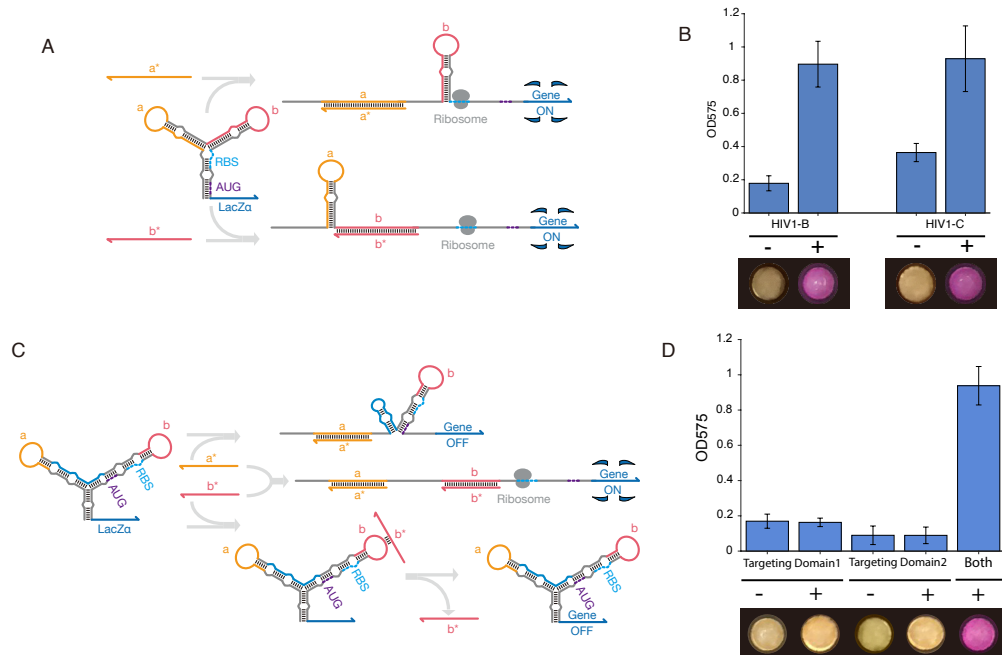 A
a*
a
b
RBS
AUG
LacZα
b*
b
a
a*
Ribosome
Gene
ON
a
b
b*
Ribosome
Gene
ON
B
OD575
1.2
1
0.8
0.6
0.4
0.2
0
HIV1-B
HIV1-C
- + - +
C
a
b
RBS
AUG
LacZα
a*
b*
b
a
a*
Gene
OFF
a
a*
b
b*
Ribosome
Gene
ON
a
b
b*
RBS
AUG
b*
a
b
RBS
AUG
Gene
OFF
D
OD575
1.2
1
0.8
0.6
0.4
0.2
0
Targeting Domain1 Targeting Domain2 Both
- + - + +